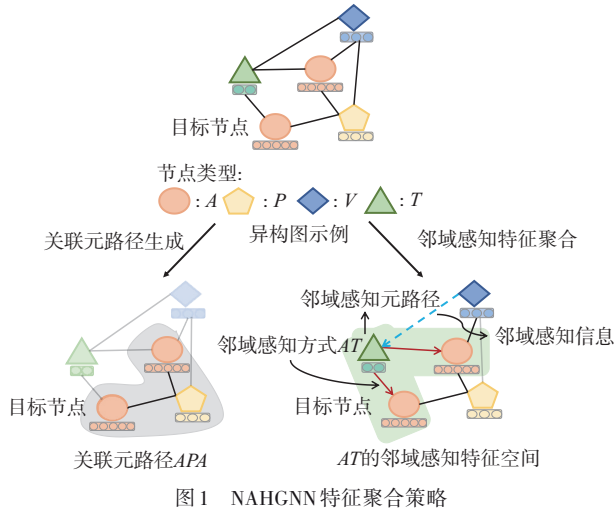 目标节点
节点类型:
: A : P : V : T
关联元路径生成 异构图示例 邻域感知特征聚合
邻域感知元路径
邻域感知方式AT 邻域感知信息
目标节点 目标节点
关联元路径APA AT的邻域感知特征空间
图1 NAHGNN特征聚合策略